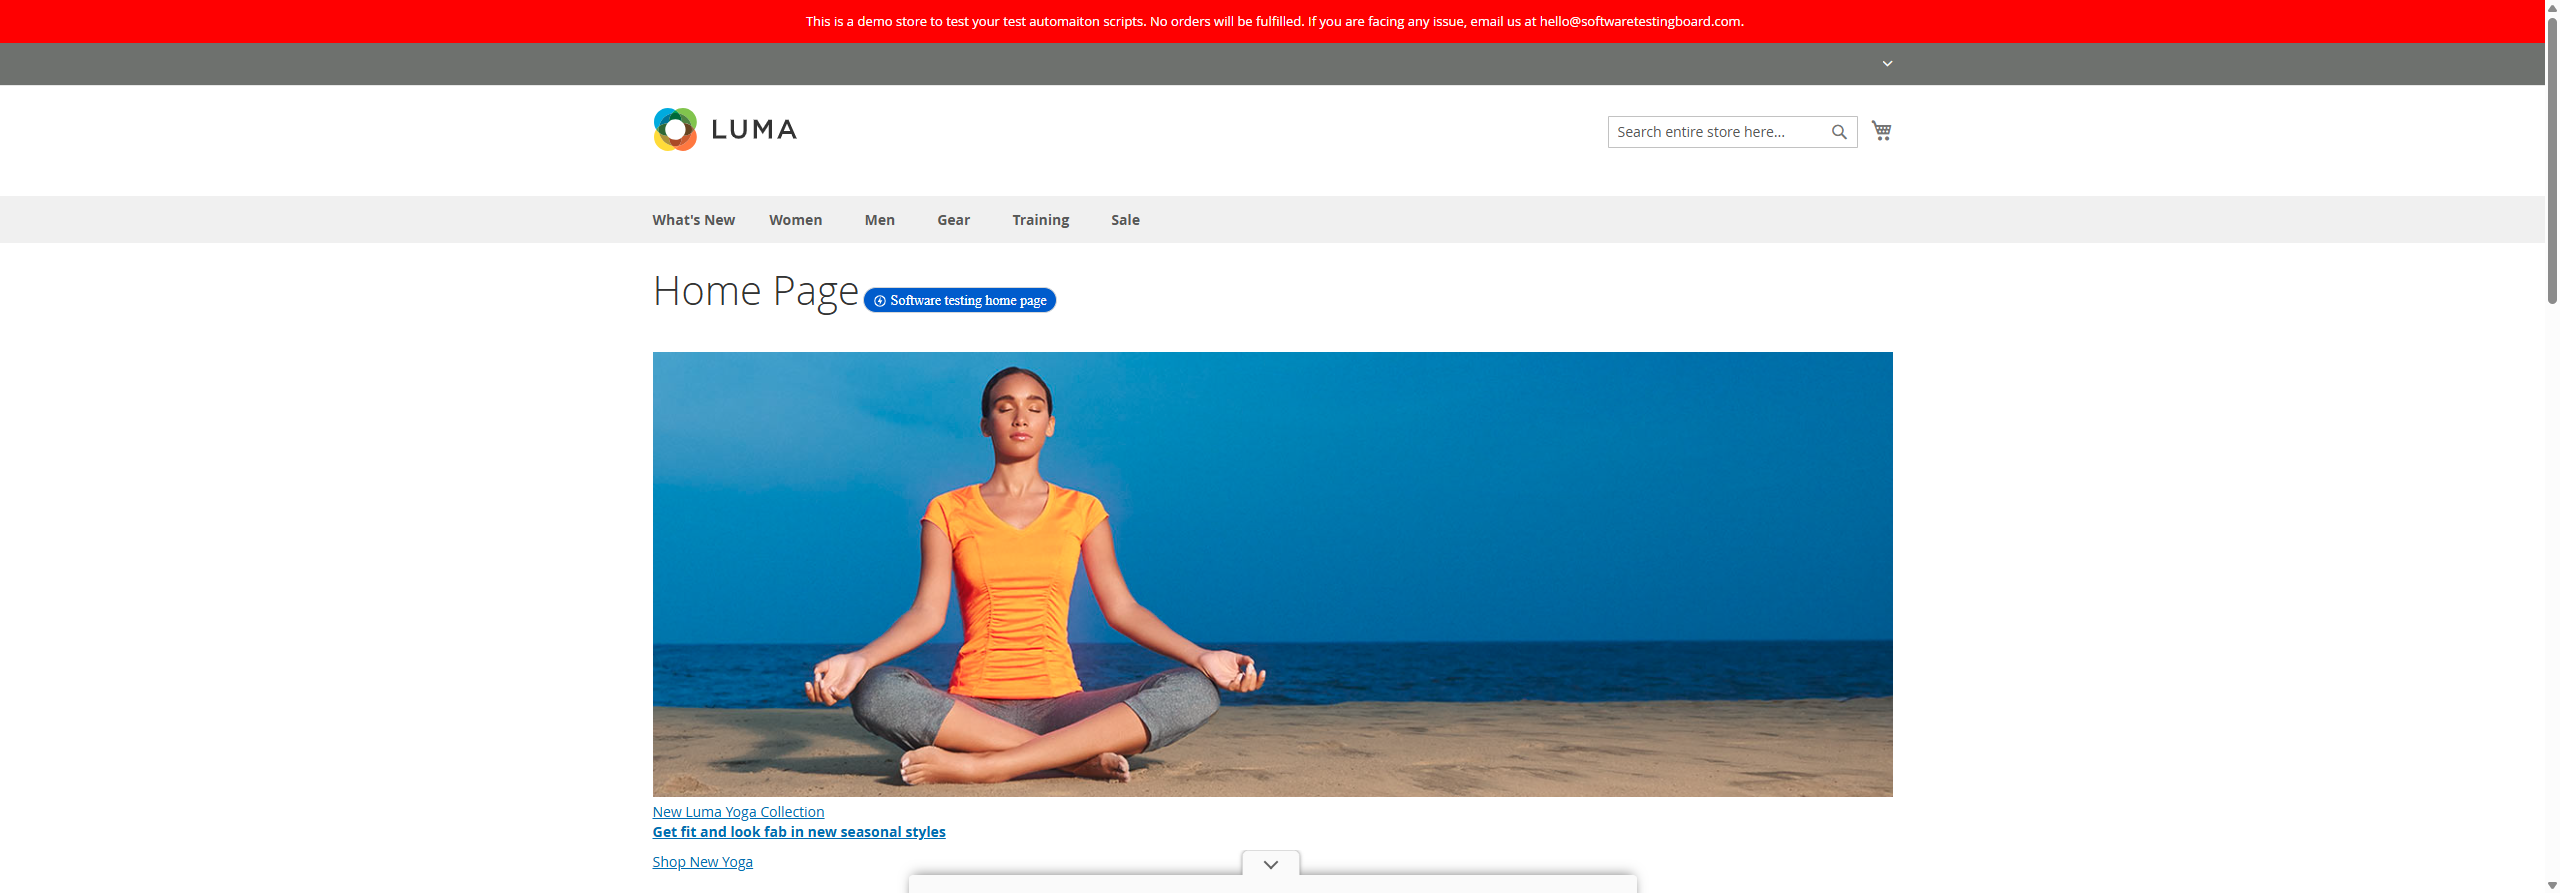 This is a demo store to test your test automaiton scripts. No orders will be fulfilled. If you are facing any issue, email us at hello@softwaretestingboard.com.
LUMA
Search entire store here...
What's New Women Men Gear Training Sale
Home Page Software testing home page
New Luma Yoga Collection
Get fit and look fab in new seasonal styles
Shop New Yoga